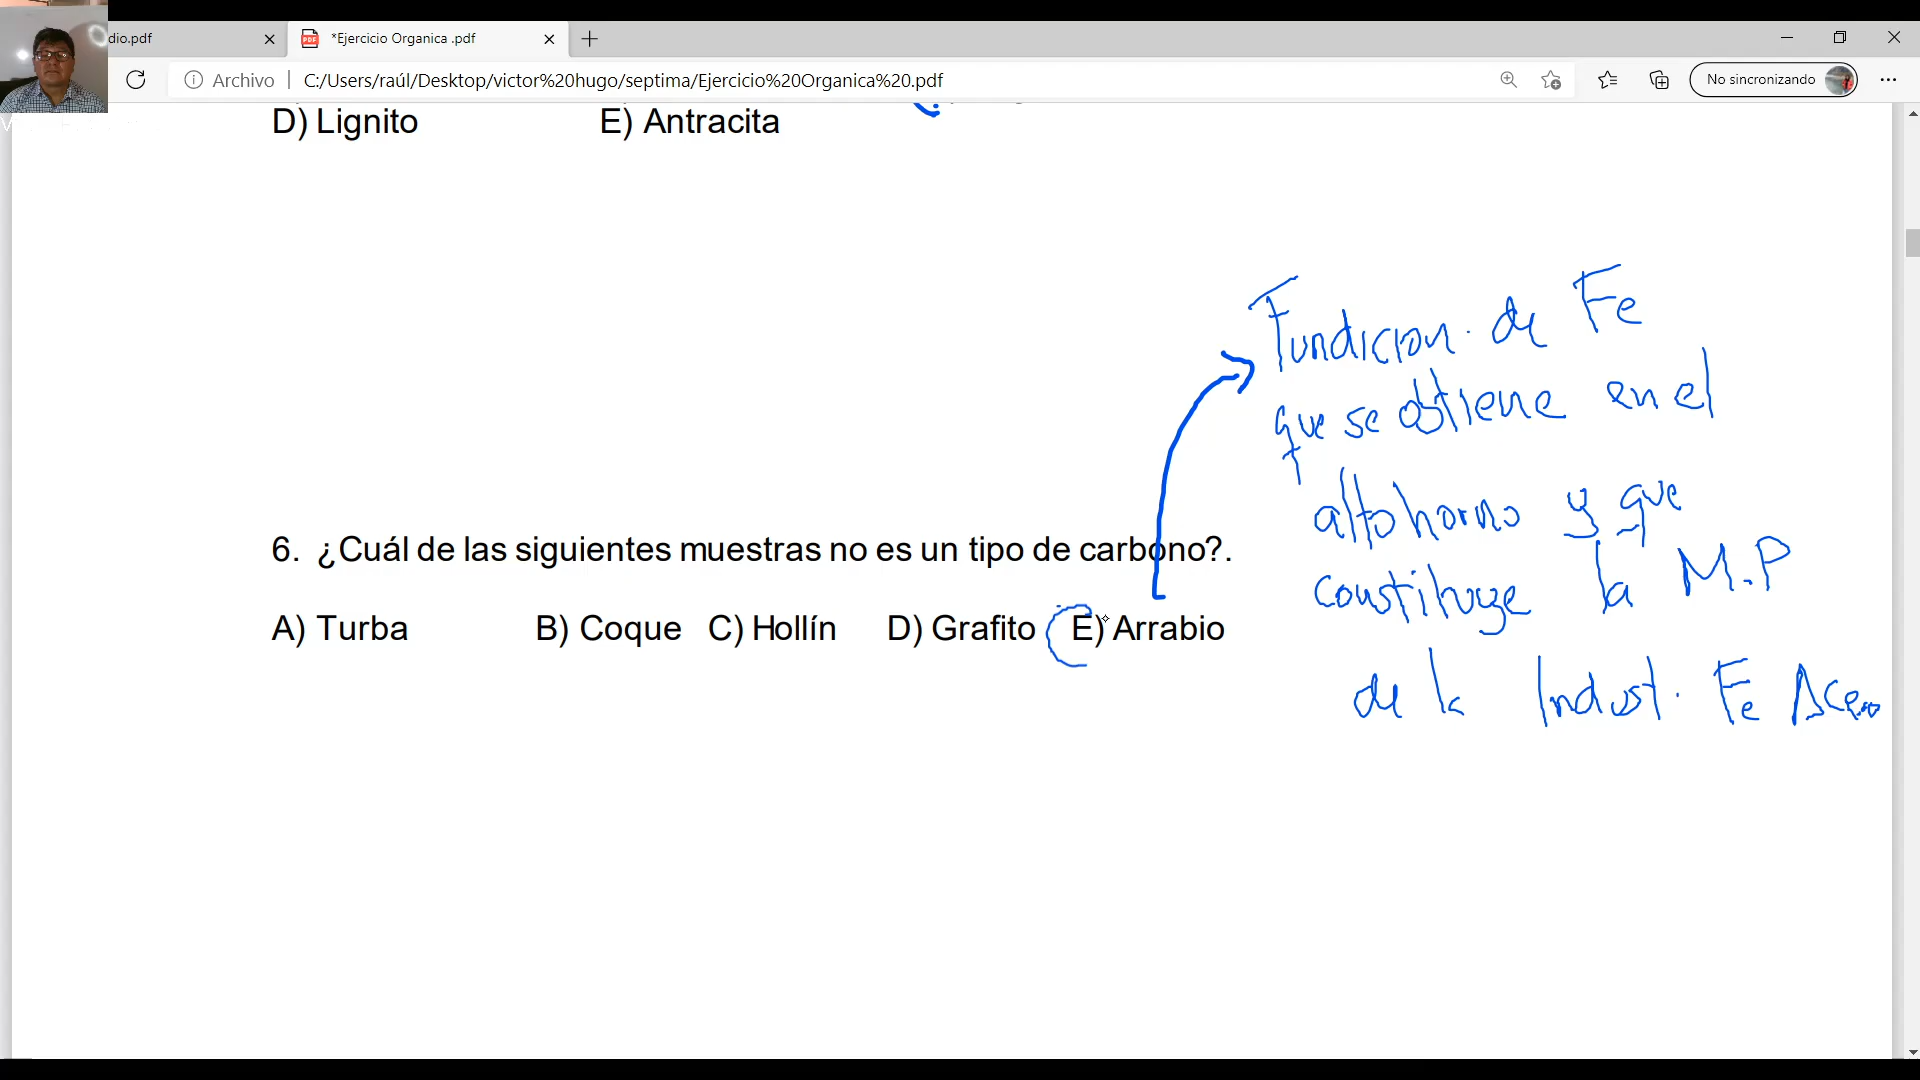 dio.pdf
*Ejercicio Organica .pdf
Archivo | C:/Users/raúl/Desktop/victor%20hugo/septima/Ejercicio%20Organica%20.pdf
No sincronizando
D) Lignito E) Antracita
6. ¿Cuál de las siguientes muestras no es un tipo de carbono?.
A) Turba B) Coque C) Hollín D) Grafito E) Arrabio
Fundicion de Fe
que se obtiene en el
alto horno y que
constituye la M.P
de la Indust. Fe Acero